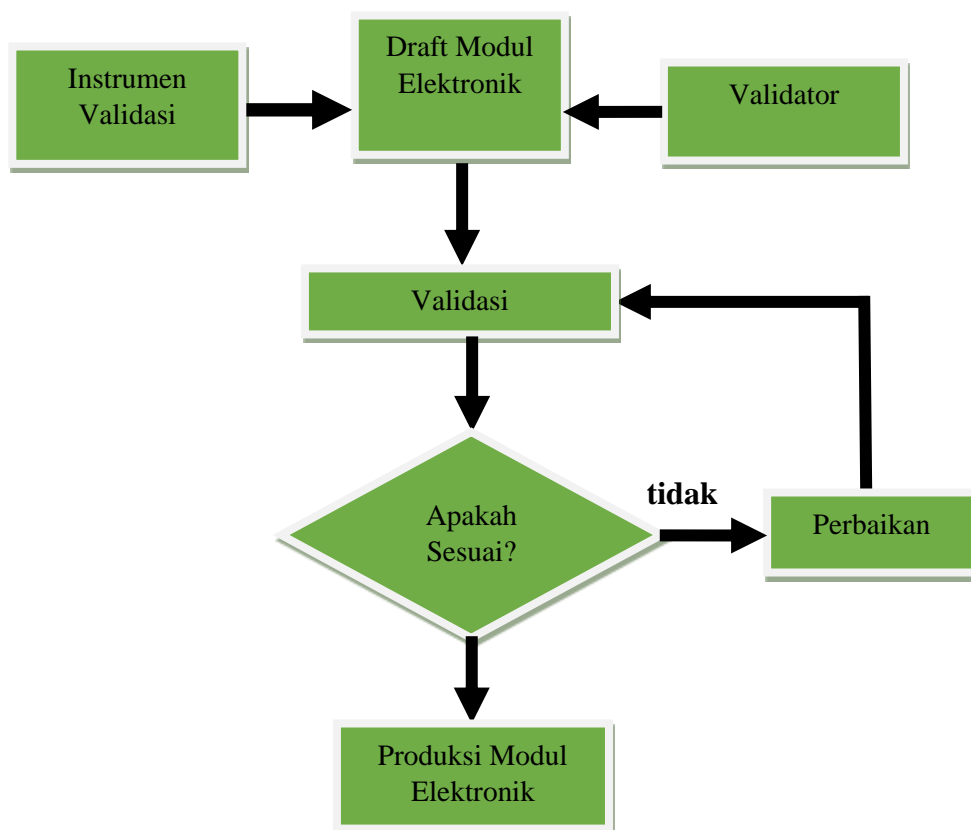 Instrumen
Validasi
Draft Modul
Elektronik
Validator
Validasi
Apakah
Sesuai?
tidak
Perbaikan
Produksi Modul
Elektronik